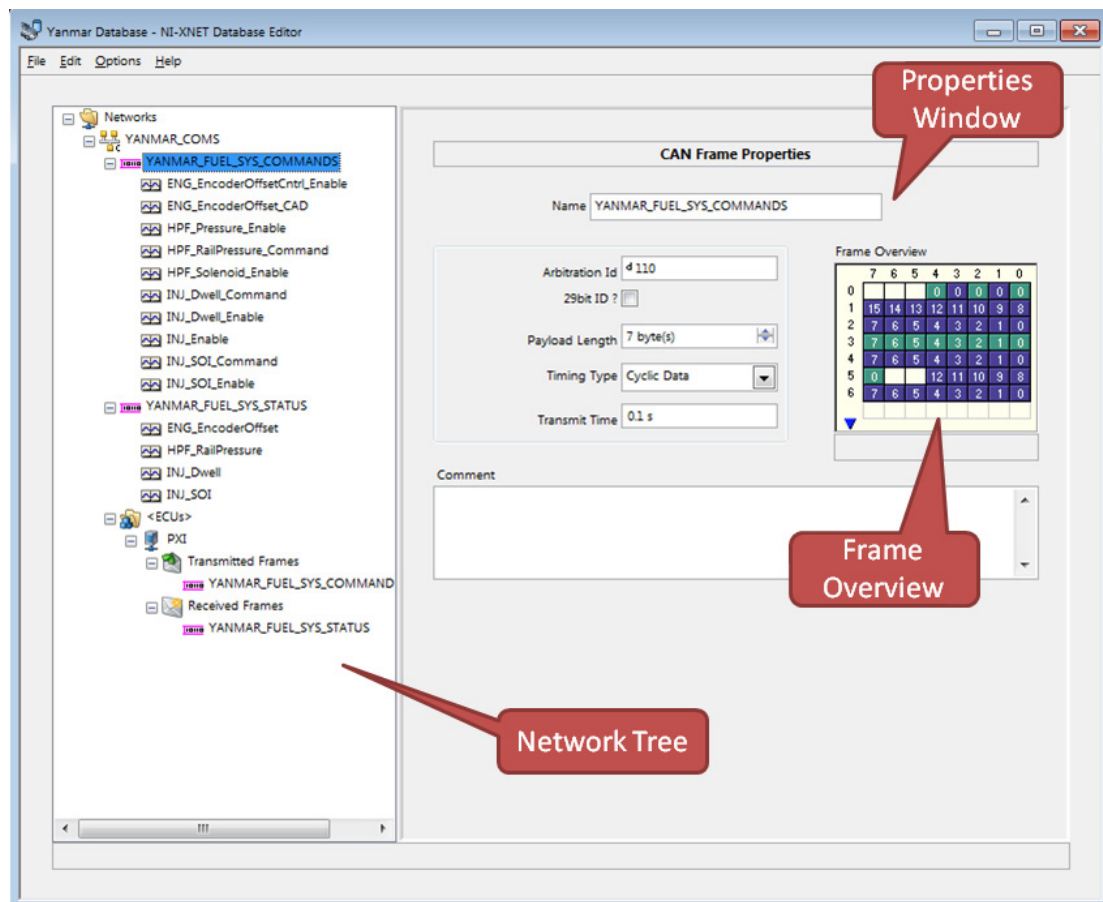 Yanmar Database - NI-XNET Database Editor
File Edit Options Help
Properties
Window
Networks
YANMAR_COMS
YANMAR_FUEL_SYS_COMMANDS
ENG_EncoderOffsetCntrl_Enable
ENG_EncoderOffset_CAD
HPF_Pressure_Enable
HPF_RailPressure_Command
HPF_Solenoid_Enable
INJ_Dwell_Command
INJ_Dwell_Enable
INJ_Enable
INJ_SOI_Command
INJ_SOI_Enable
YANMAR_FUEL_SYS_STATUS
ENG_EncoderOffset
HPF_RailPressure
INJ_Dwell
INJ_SOI
<ECUs>
PXI
Transmitted Frames
YANMAR_FUEL_SYS_COMMAND
Received Frames
YANMAR_FUEL_SYS_STATUS
CAN Frame Properties
Name YANMAR_FUEL_SYS_COMMANDS
Arbitration Id d 110
29bit ID ?
Payload Length 7 byte(s)
Timing Type Cyclic Data
Transmit Time 0.1 s
Frame Overview
7 6 5 4 3 2 1 0
0 0 0 0 0 0
1 15 14 13 12 11 10 9 8
2 7 6 5 4 3 2 1 0
3 7 6 5 4 3 2 1 0
4 7 6 5 4 3 2 1 0
5 0 12 11 10 9 8
6 7 6 5 4 3 2 1 0
Comment
Frame
Overview
Network Tree